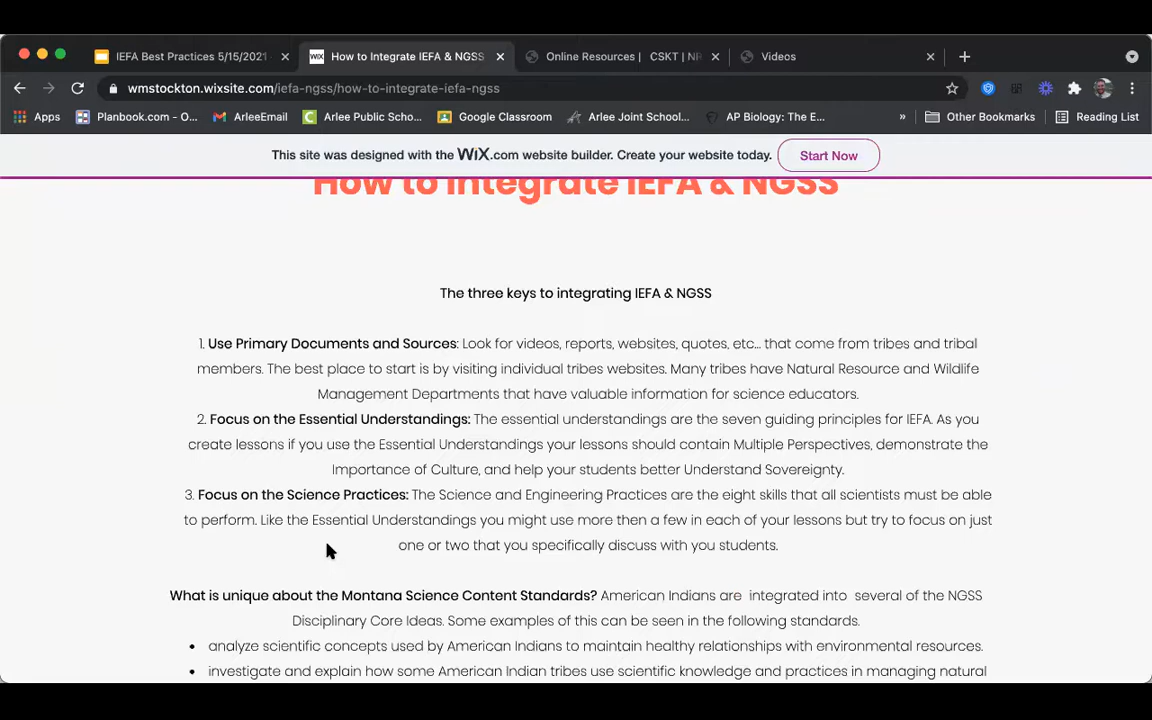 IEFA Best Practices 5/15/2021
How to Integrate IEFA & NGSS
Online Resources | CSKT | NR
Videos
wmstockton.wixsite.com/iefa-ngss/how-to-integrate-iefa-ngss
Apps
Planbook.com - O...
ArleeEmail
Arlee Public Scho...
Google Classroom
Arlee Joint School...
AP Biology: The E...
»
Other Bookmarks
Reading List
This site was designed with the WiX.com website builder. Create your website today.
Start Now
How to Integrate IEFA & NGSS
The three keys to integrating IEFA & NGSS
1. Use Primary Documents and Sources: Look for videos, reports, websites, quotes, etc... that come from tribes and tribal
members. The best place to start is by visiting individual tribes websites. Many tribes have Natural Resource and Wildlife
Management Departments that have valuable information for science educators.
2. Focus on the Essential Understandings: The essential understandings are the seven guiding principles for IEFA. As you
create lessons if you use the Essential Understandings your lessons should contain Multiple Perspectives, demonstrate the
Importance of Culture, and help your students better Understand Sovereignty.
3. Focus on the Science Practices: The Science and Engineering Practices are the eight skills that all scientists must be able
to perform. Like the Essential Understandings you might use more then a few in each of your lessons but try to focus on just
one or two that you specifically discuss with you students.
What is unique about the Montana Science Content Standards? American Indians are integrated into several of the NGSS
Disciplinary Core Ideas. Some examples of this can be seen in the following standards.
• analyze scientific concepts used by American Indians to maintain healthy relationships with environmental resources.
• investigate and explain how some American Indian tribes use scientific knowledge and practices in managing natural